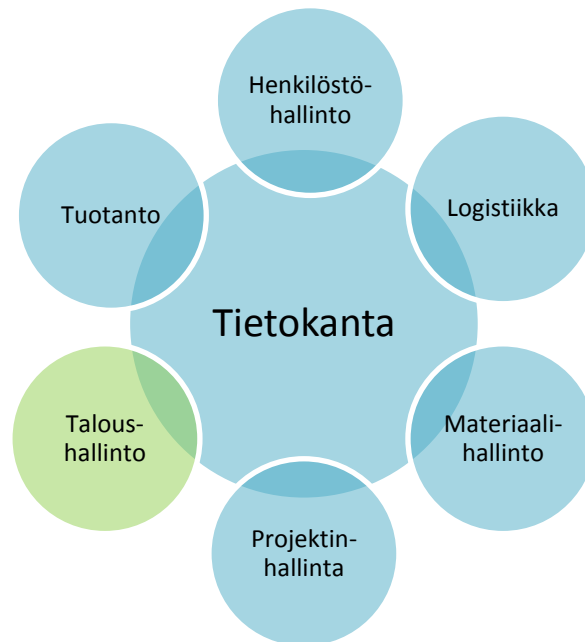 Henkilöstö-
hallinto
Logistiikka
Tuotanto
Tietokanta
Talous-
hallinto
Materiaali-
hallinto
Projektin-
hallinta